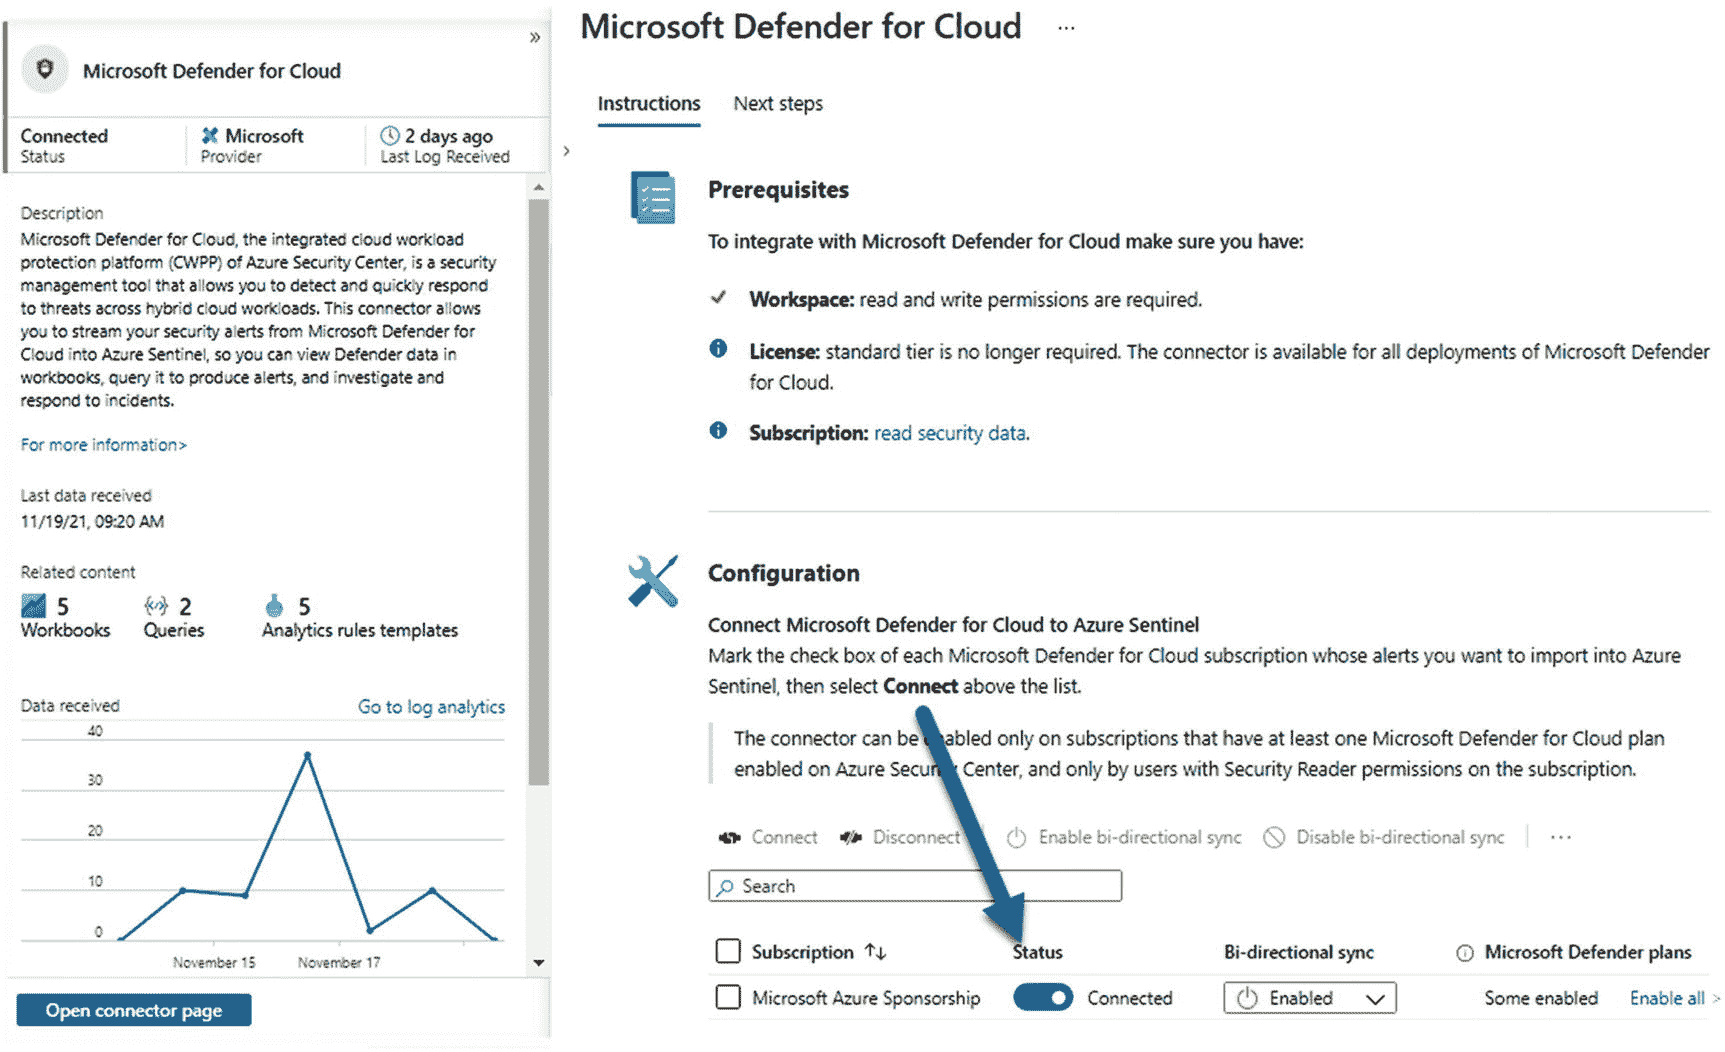 Microsoft Defender for Cloud
Connected
Status
Microsoft
Provider
2 days ago
Last Log Received
Description
Microsoft Defender for Cloud, the integrated cloud workload
protection platform (CWPP) of Azure Security Center, is a security
management tool that allows you to detect and quickly respond
to threats across hybrid cloud workloads. This connector allows
you to stream your security alerts from Microsoft Defender for
Cloud into Azure Sentinel, so you can view Defender data in
workbooks, query it to produce alerts, and investigate and
respond to incidents.
For more information>
Last data received
11/19/21, 09:20 AM
Related content
5
Workbooks
2
Queries
5
Analytics rules templates
Data received
Go to log analytics
40
30
20
10
0
November 15
November 17
Open connector page
Microsoft Defender for Cloud ...
Instructions
Next steps
Prerequisites
To integrate with Microsoft Defender for Cloud make sure you have:
Workspace: read and write permissions are required.
License: standard tier is no longer required. The connector is available for all deployments of Microsoft Defender
for Cloud.
Subscription: read security data.
Configuration
Connect Microsoft Defender for Cloud to Azure Sentinel
Mark the check box of each Microsoft Defender for Cloud subscription whose alerts you want to import into Azure
Sentinel, then select Connect above the list.
The connector can be enabled only on subscriptions that have at least one Microsoft Defender for Cloud plan
enabled on Azure Security Center, and only by users with Security Reader permissions on the subscription.
Connect
Disconnect
Enable bi-directional sync
Disable bi-directional sync
...
Search
Subscription
Status
Bi-directional sync
Microsoft Defender plans
Microsoft Azure Sponsorship
Connected
Enabled
Some enabled
Enable all >